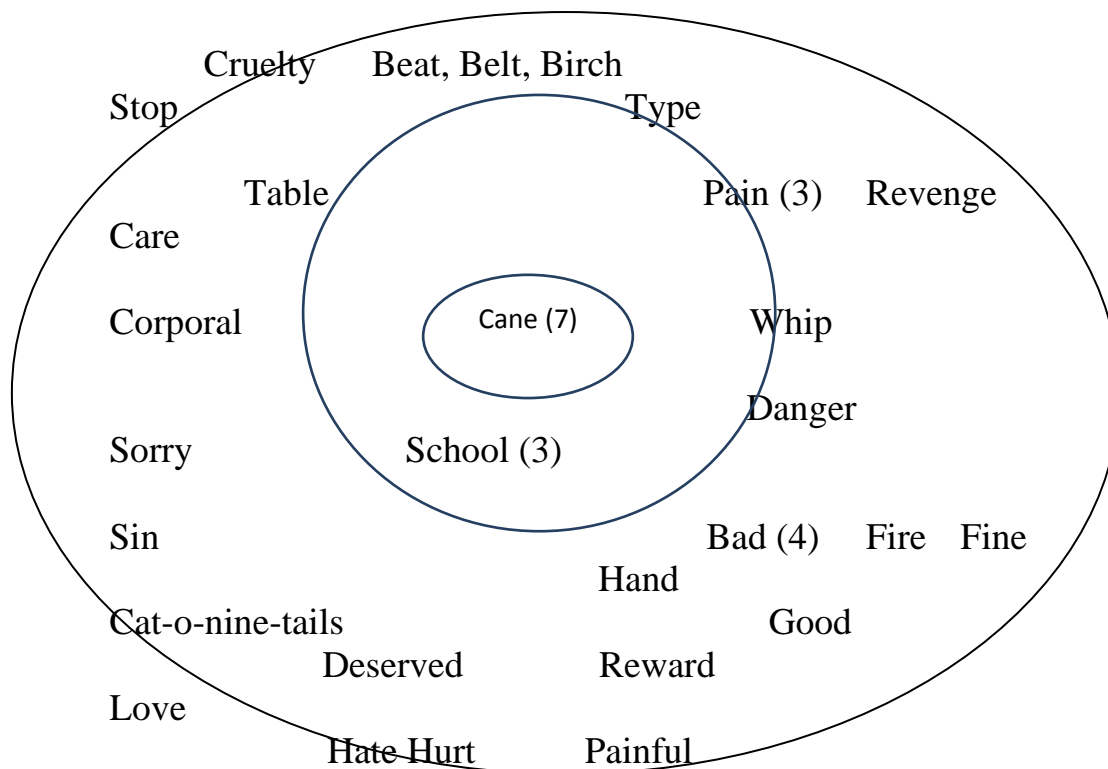 Cruelty Beat, Belt, Birch
Stop Type
Table Pain (3) Revenge
Care
Corporal Cane (7) Whip
Danger
Sorry School (3)
Sin Bad (4) Fire Fine
Hand
Cat-o-nine-tails Good
Deserved Reward
Love
Hate Hurt Painful